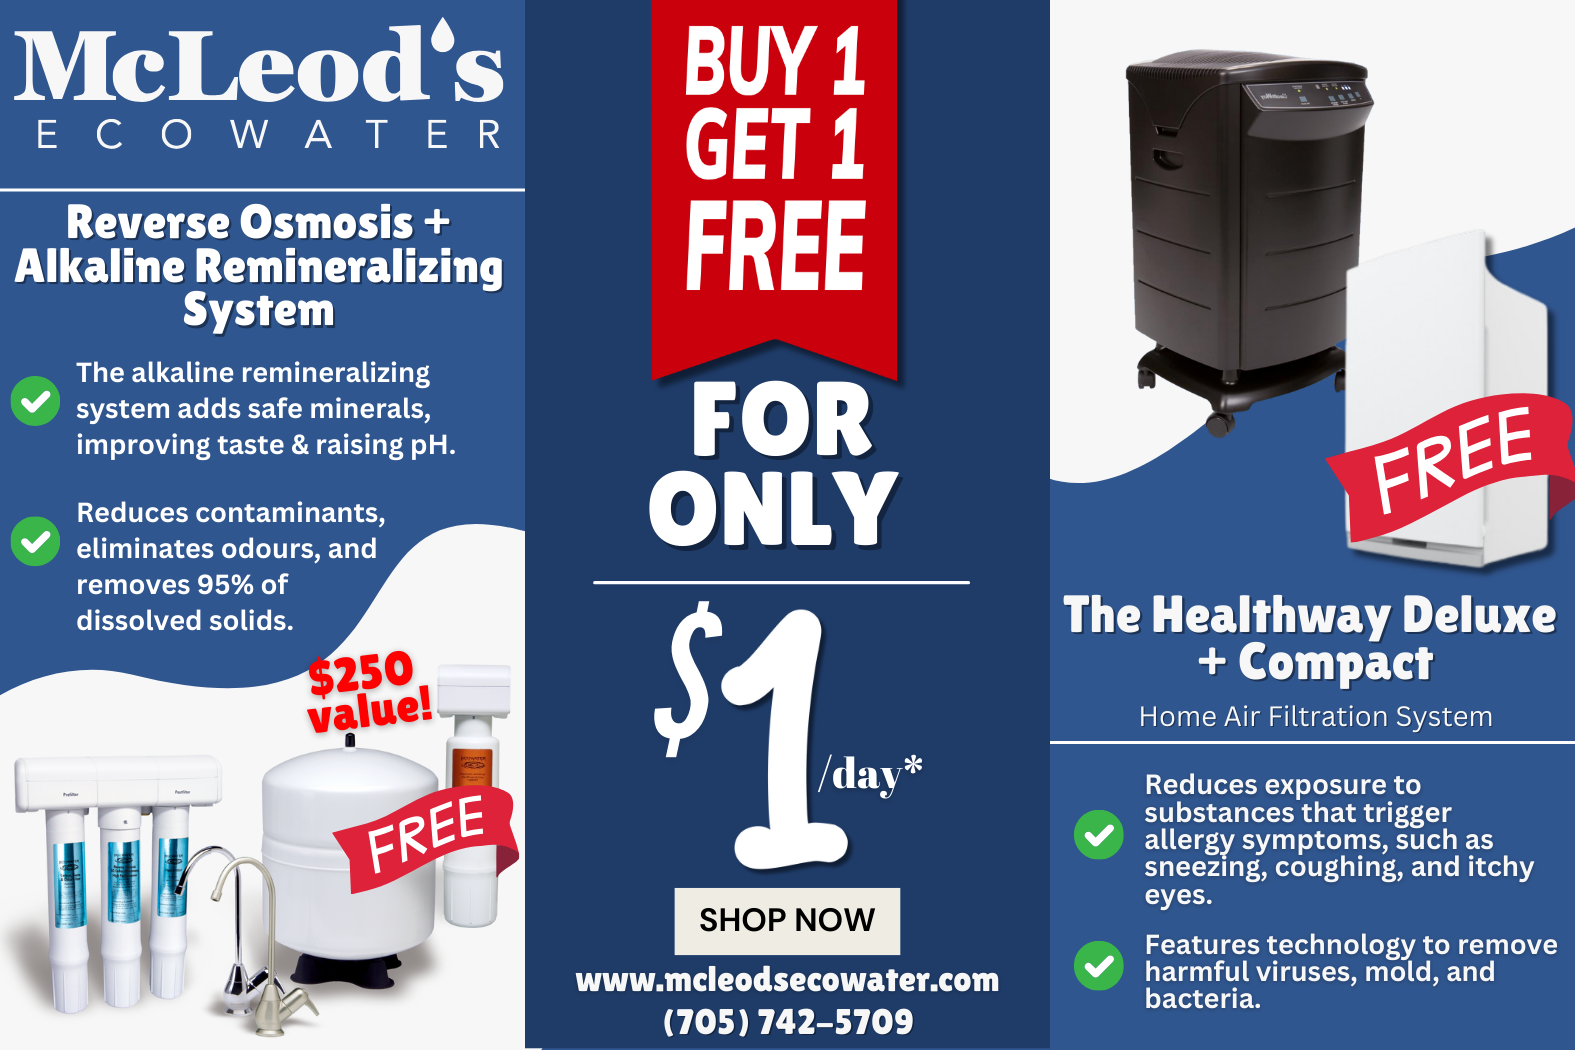 McLeod's
ECOWATER
Reverse Osmosis +
Alkaline Remineralizing
System
The alkaline remineralizing
system adds safe minerals,
improving taste & raising pH.
Reduces contaminants,
eliminates odours, and
removes 95% of
dissolved solids.
$250
value!
FREE
BUY 1
GET 1
FREE
FOR
ONLY
$1/day*
SHOP NOW
www.mcleodsecowater.com
(705) 742-5709
FREE
The Healthway Deluxe
+ Compact
Home Air Filtration System
Reduces exposure to
substances that trigger
allergy symptoms, such as
sneezing, coughing, and itchy
eyes.
Features technology to remove
harmful viruses, mold, and
bacteria.